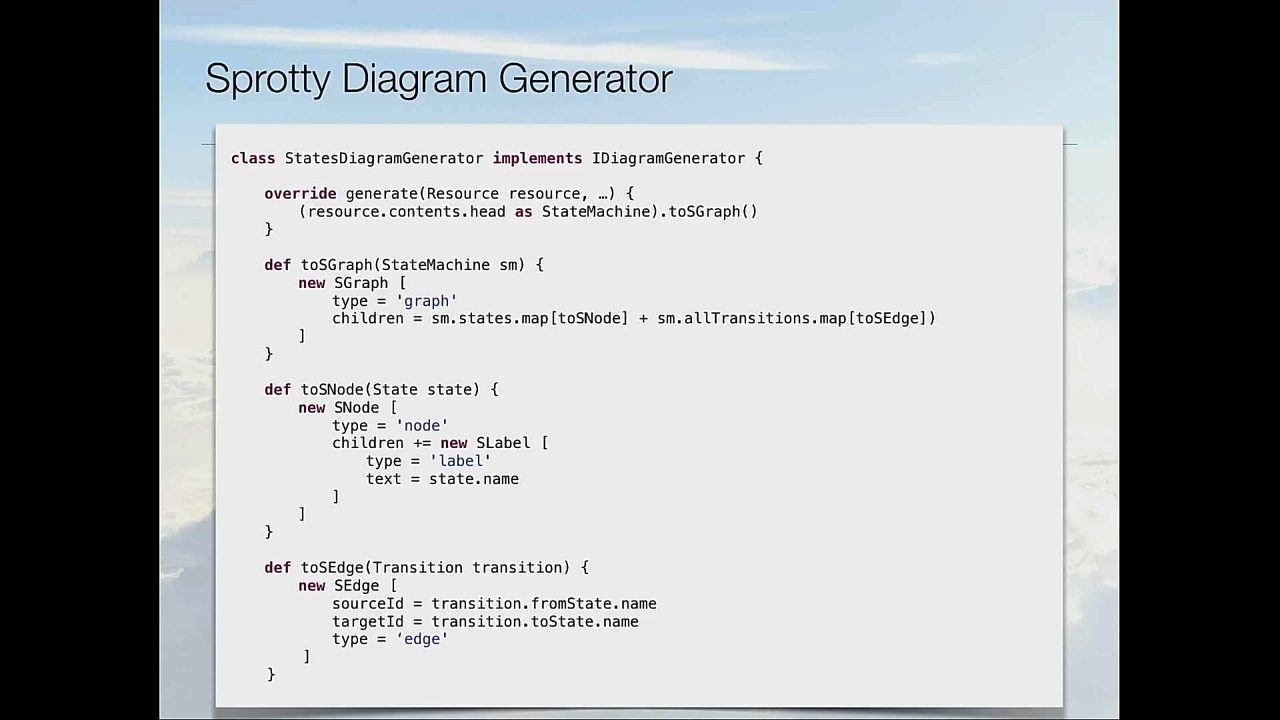 Sprotty Diagram Generator
class StatesDiagramGenerator implements IDiagramGenerator {
override generate(Resource resource, …) {
(resource.contents.head as StateMachine).toSGraph()
}
def toSGraph(StateMachine sm) {
new SGraph [
type = 'graph'
children = sm.states.map[toSNode] + sm.allTransitions.map[toSEdge])
]
}
def toSNode(State state) {
new SNode [
type = 'node'
children += new SLabel [
type = 'label'
text = state.name
]
]
}
def toSEdge(Transition transition) {
new SEdge [
sourceId = transition.fromState.name
targetId = transition.toState.name
type = ‘edge'
]
}